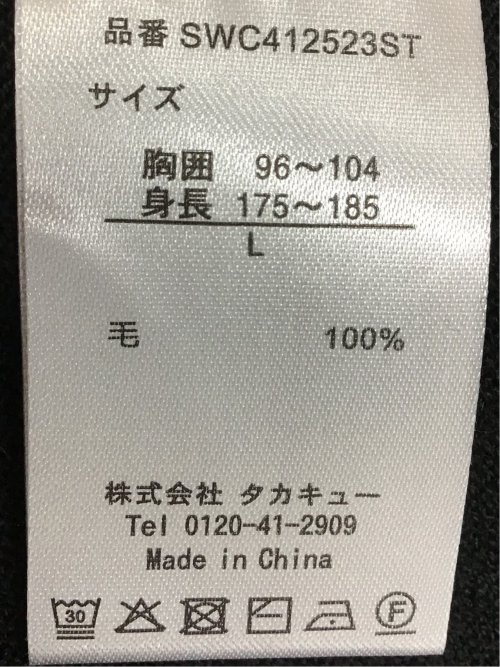 品番 SWC412523ST
サイズ
胸囲 96～104
身長 175～185
L
毛 100%
株式会社 タカキュー
Tel 0120-41-2909
Made in China
30 F